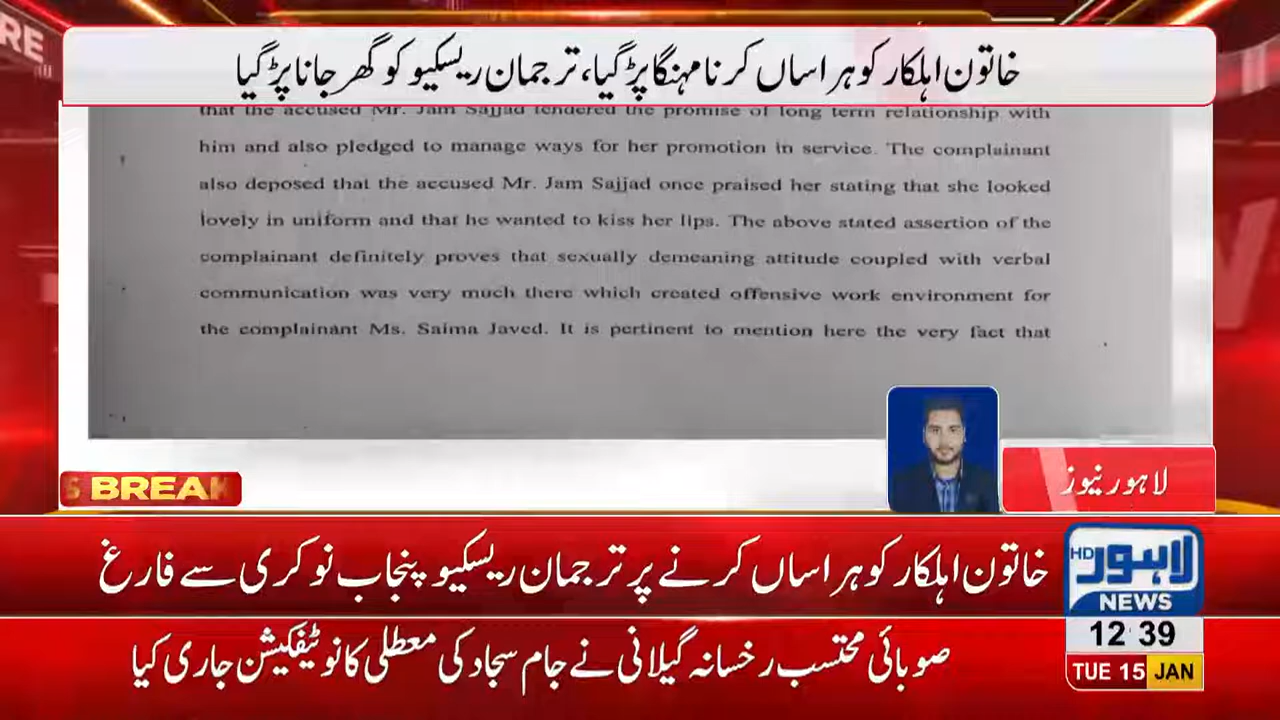 RE
خاتون اہلکار کو ہراساں کرنا مہنگا پڑ گیا، ترجمان ریسکیو کو گھر جانا پڑ گیا
that the accused Mr. Jam Sajjad tendered the promise of long term relationship with
him and also pledged to manage ways for her promotion in service. The complainant
also deposed that the accused Mr. Jam Sajjad once praised her stating that she looked
lovely in uniform and that he wanted to kiss her lips. The above stated assertion of the
complainant definitely proves that sexually demeaning attitude coupled with verbal
communication was very much there which created offensive work environment for
the complainant Ms. Saima Javed. It is pertinent to mention here the very fact that
لاہور نیوز
S BREAK
خاتون اہلکار کو ہراساں کرنے پر ترجمان ریسکیو پنجاب نوکری سے فارغ
صوبائی محتسب رخسانہ گیلانی نے جام سجاد کی معطلی کا نوٹیفکیشن جاری کیا
HD لاہور
NEWS
12 39
TUE 15 JAN